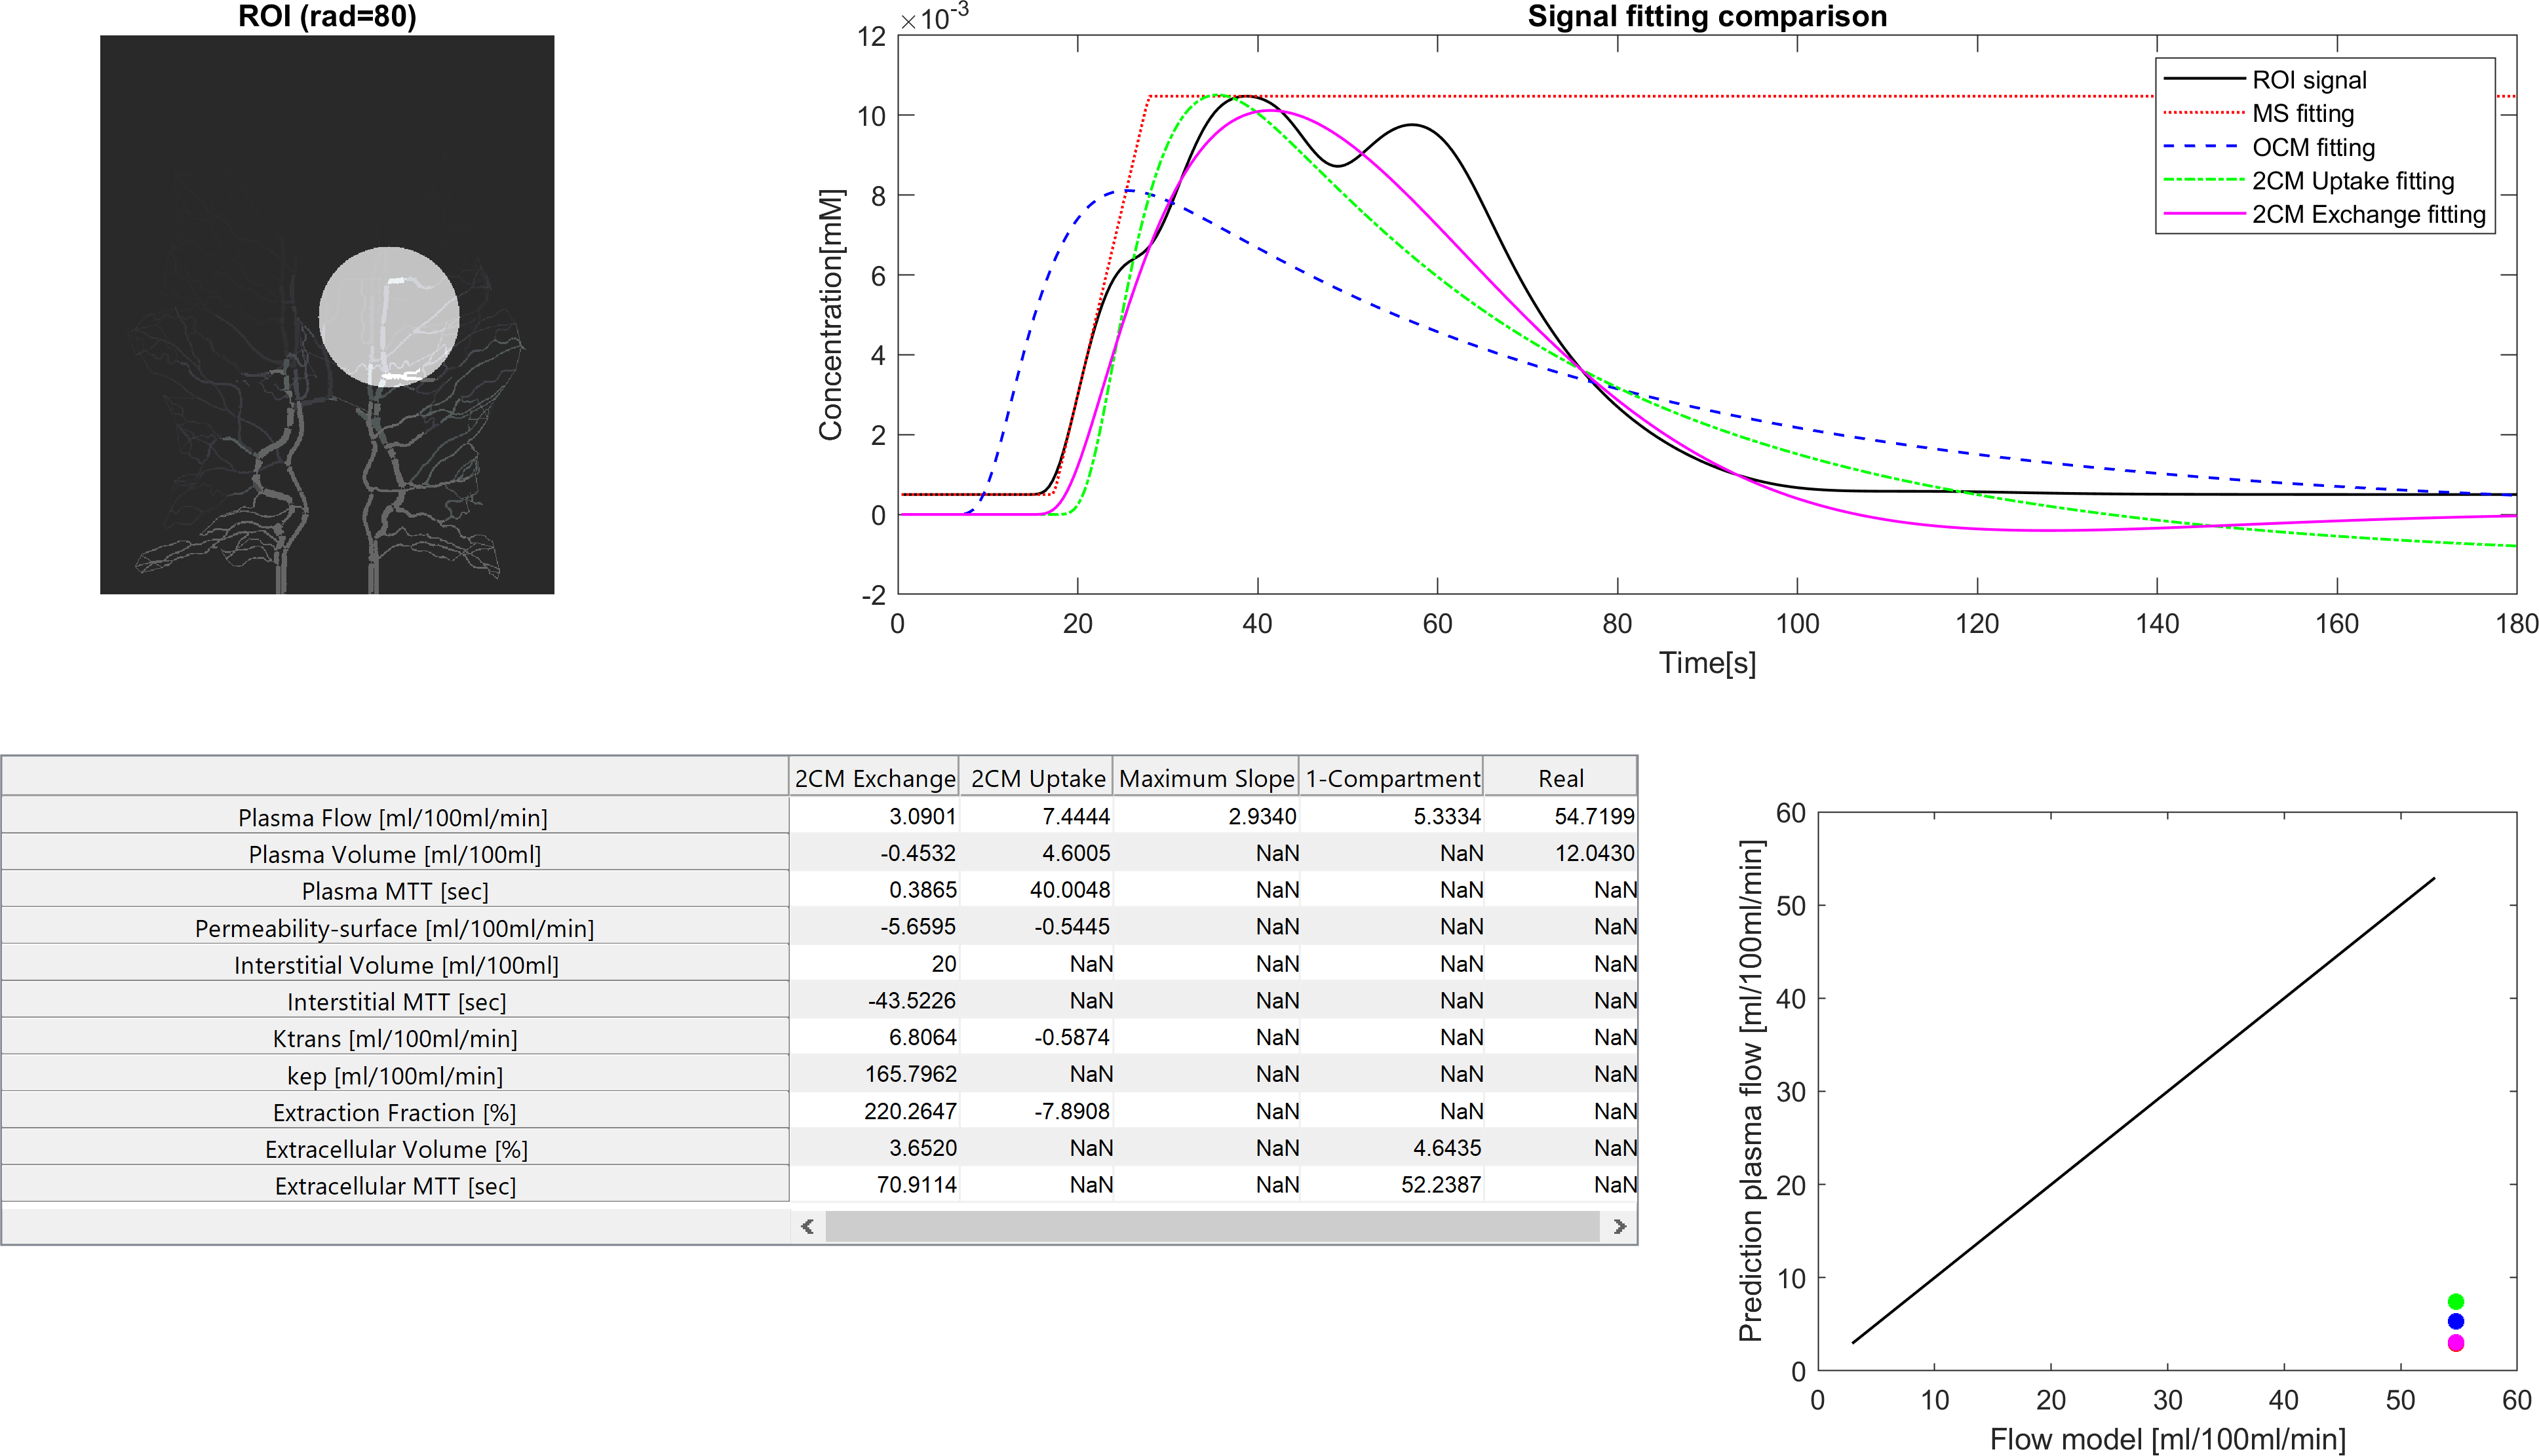 ROI (rad=80)
Signal fitting comparison
×10-3
12
10
8
6
4
2
0
-2
Concentration[mM]
0 20 40 60 80 100 120 140 160 180
Time[s]
ROI signal
MS fitting
OCM fitting
2CM Uptake fitting
2CM Exchange fitting
2CM Exchange 2CM Uptake Maximum Slope 1-Compartment Real
Plasma Flow [ml/100ml/min] 3.0901 7.4444 2.9340 5.3334 54.7199
Plasma Volume [ml/100ml] -0.4532 4.6005 NaN NaN 12.0430
Plasma MTT [sec] 0.3865 40.0048 NaN NaN NaN
Permeability-surface [ml/100ml/min] -5.6595 -0.5445 NaN NaN NaN
Interstitial Volume [ml/100ml] 20 NaN NaN NaN NaN
Interstitial MTT [sec] -43.5226 NaN NaN NaN NaN
Ktrans [ml/100ml/min] 6.8064 -0.5874 NaN NaN NaN
kep [ml/100ml/min] 165.7962 NaN NaN NaN NaN
Extraction Fraction [%] 220.2647 -7.8908 NaN NaN NaN
Extracellular Volume [%] 3.6520 NaN NaN 4.6435 NaN
Extracellular MTT [sec] 70.9114 NaN NaN 52.2387 NaN
60
50
40
30
20
10
0
Prediction plasma flow [ml/100ml/min]
0 10 20 30 40 50 60
Flow model [ml/100ml/min]